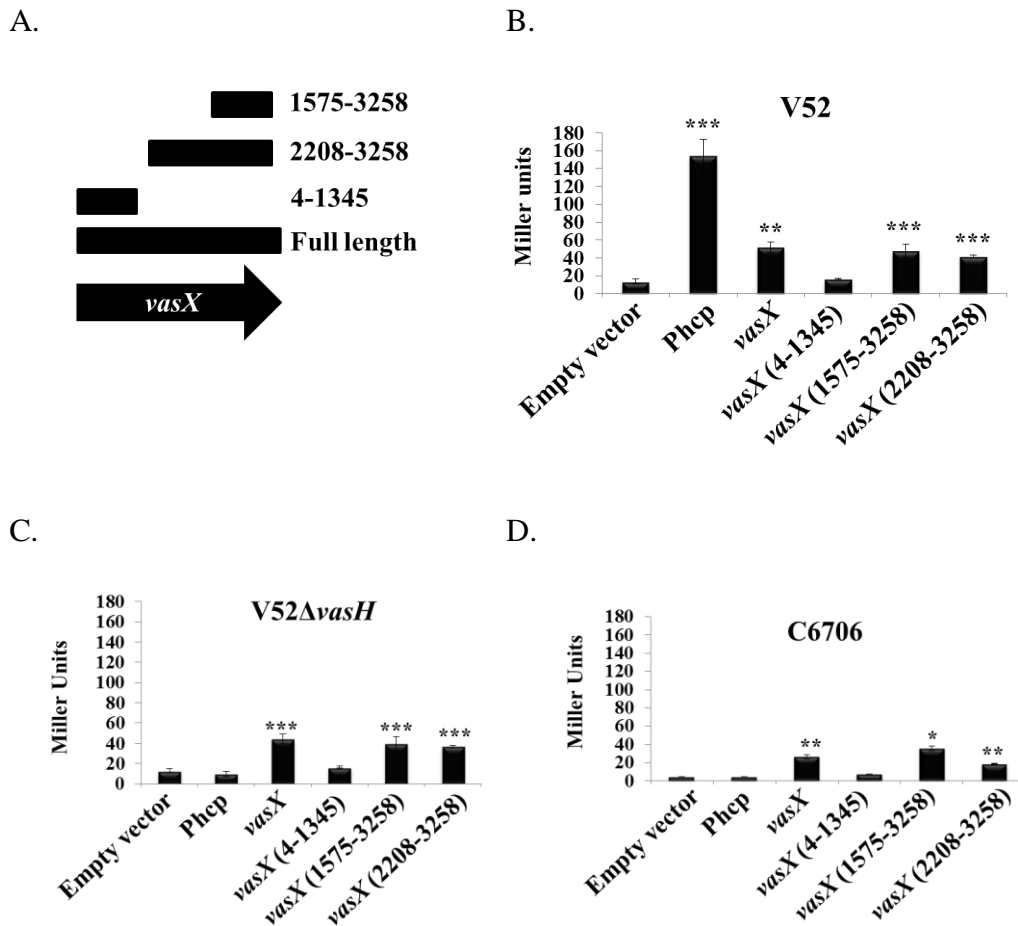 A.
1575-3258
2208-3258
4-1345
Full length
vasX
B.
V52
Miller units
180
160
140
120
100
80
60
40
20
0
***
**
***
***
Empty vector
Phcp
vasX
vasX (4-1345)
vasX (1575-3258)
vasX (2208-3258)
C.
V52ΔvasH
Miller Units
180
160
140
120
100
80
60
40
20
0
***
***
***
Empty vector
Phcp
vasX
vasX (4-1345)
vasX (1575-3258)
vasX (2208-3258)
D.
C6706
Miller Units
180
160
140
120
100
80
60
40
20
0
**
*
**
Empty vector
Phcp
vasX
vasX (4-1345)
vasX (1575-3258)
vasX (2208-3258)